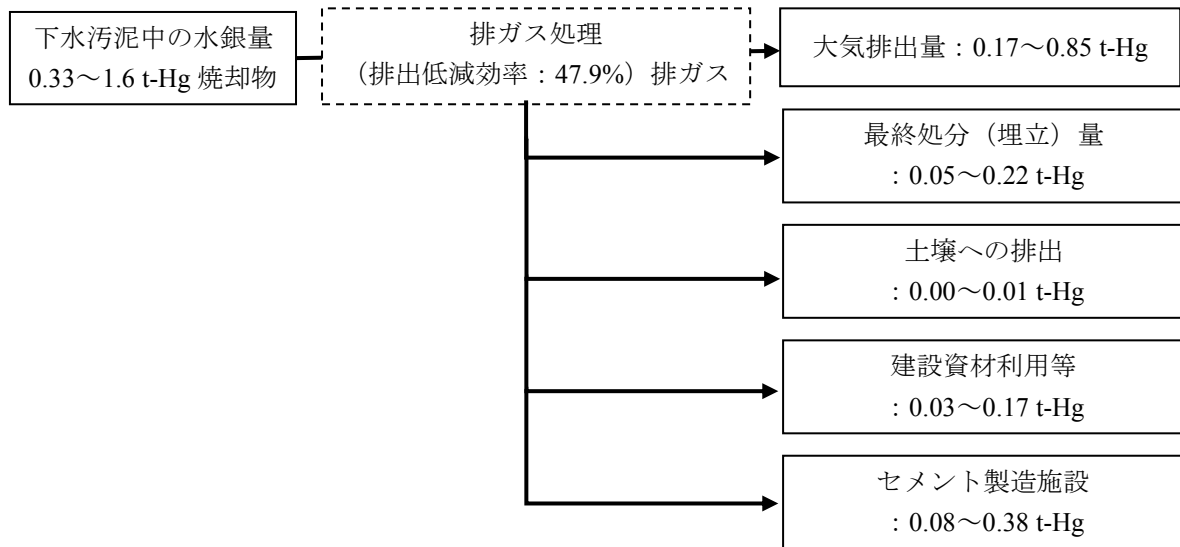 下水汚泥中の水銀量
0.33～1.6 t-Hg 焼却物
排ガス処理
（排出低減効率：47.9%）排ガス
大気排出量：0.17～0.85 t-Hg
最終処分（埋立）量
：0.05～0.22 t-Hg
土壌への排出
：0.00～0.01 t-Hg
建設資材利用等
：0.03～0.17 t-Hg
セメント製造施設
：0.08～0.38 t-Hg